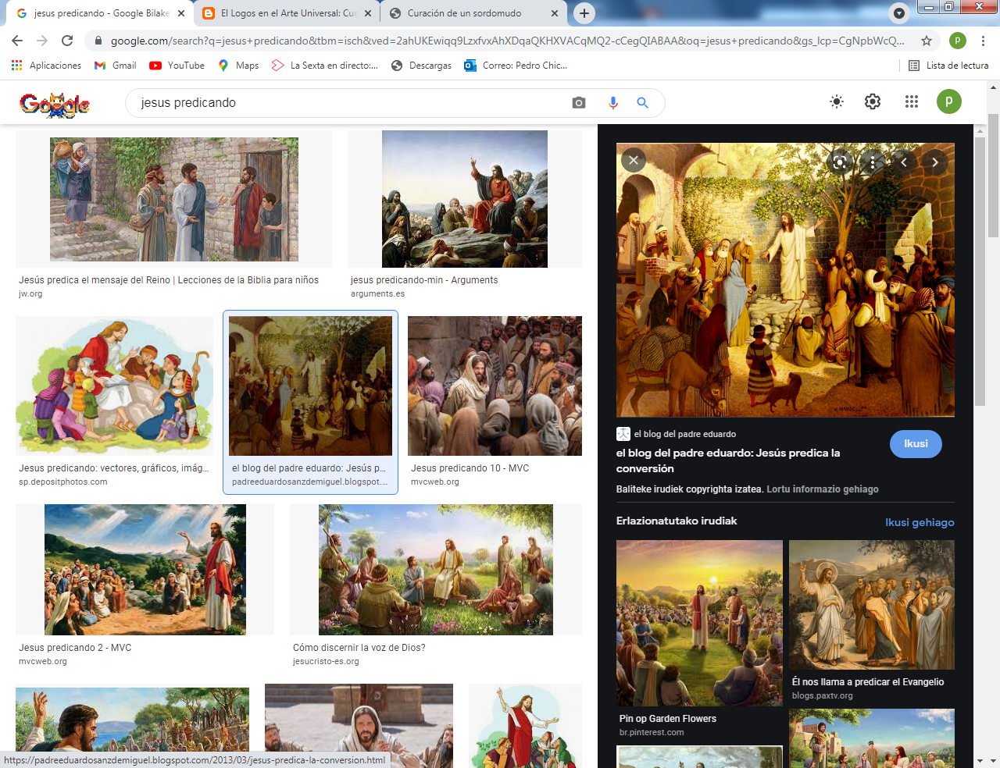 jesus predicando - Google Bilake
El Logos en el Arte Universal: Cur
Curación de un sordomudo
google.com/search?q=jesus+predicando&tbm=isch&ved=2ahUKEwiqq9LzxfvxAhXDqaQKHXVACqMQ2-cCegQIABAA&oq=jesus+predicando&gs_lcp=CgNpbWcQ...
P
Aplicaciones
Gmail
YouTube
Maps
La Sexta en directo:...
Descargas
Correo: Pedro Chic...
Lista de lectura
Google
jesus predicando
p
Jesús predica el mensaje del Reino | Lecciones de la Biblia para niños
jw.org
jesus predicando-min - Arguments
arguments.es
Jesus predicando: vectores, gráficos, imág...
sp.depositphotos.com
el blog del padre eduardo: Jesús p...
padreeduardosanzdemiguel.blogspot....
Jesus predicando 10 - MVC
mvcweb.org
Jesus predicando 2 - MVC
mvcweb.org
Cómo discernir la voz de Dios?
jesucristo-es.org
https://padreeduardosanzdemiguel.blogspot.com/2013/03/jesus-predica-la-conversion.html
el blog del padre eduardo
el blog del padre eduardo: Jesús predica la
conversión
Ikusi
Baliteke irudiek copyrighta izatea. Lortu informazio gehiago
Erlazionatutako irudiak
Ikusi gehiago
Pin op Garden Flowers
br.pinterest.com
Él nos llama a predicar el Evangelio
blogs.paxtv.org